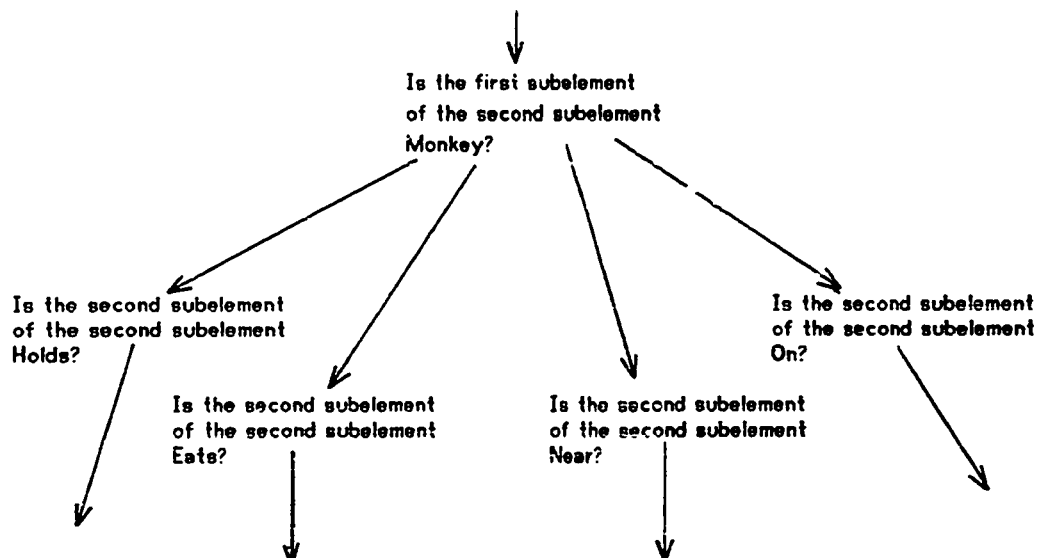 Is the first subelement
of the second subelement
Monkey?
Is the second subelement
of the second subelement
Holds?
Is the second subelement
of the second subelement
On?
Is the second subelement
of the second subelement
Eats?
Is the second subelement
of the second subelement
Near?